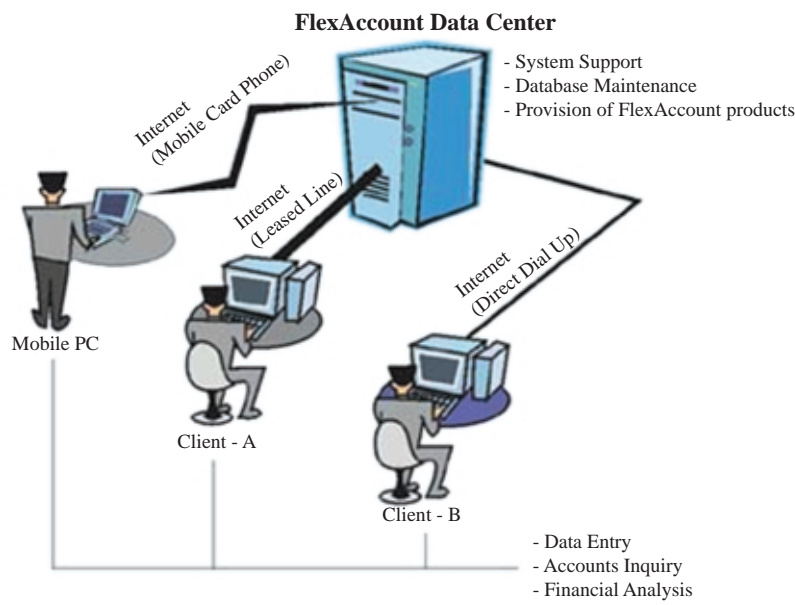 FlexAccount Data Center
- System Support
- Database Maintenance
- Provision of FlexAccount products
Internet
(Mobile Card Phone)
Internet
(Leased Line)
Internet
(Direct Dial Up)
Mobile PC
Client - A
Client - B
- Data Entry
- Accounts Inquiry
- Financial Analysis